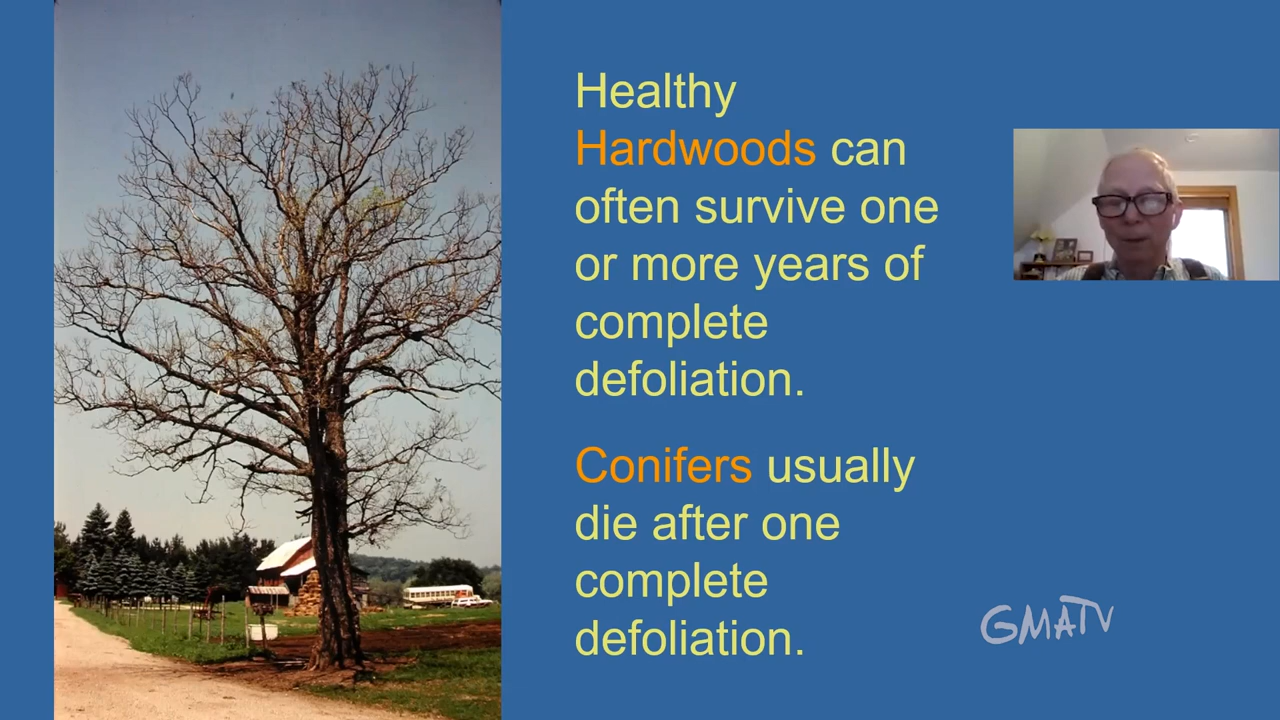 Healthy
Hardwoods can
often survive one
or more years of
complete
defoliation.
Conifers usually
die after one
complete
defoliation.
GMATV